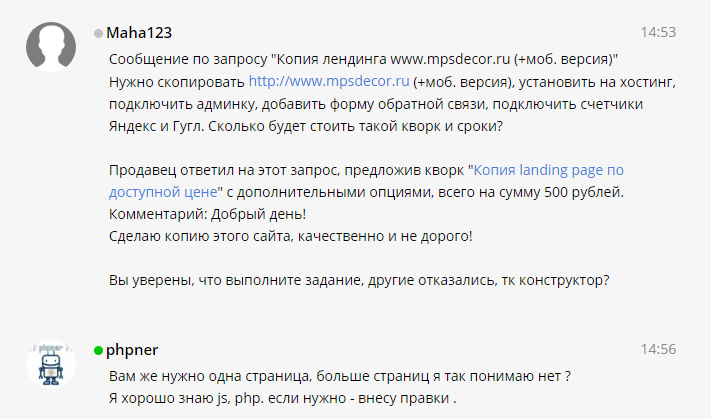 Maha123 14:53
Сообщение по запросу "Копия лендинга www.mpsdecor.ru (+моб. версия)"
Нужно скопировать http://www.mpsdecor.ru (+моб. версия), установить на хостинг,
подключить админку, добавить форму обратной связи, подключить счетчики
Яндекс и Гугл. Сколько будет стоить такой кворк и сроки?
Продавец ответил на этот запрос, предложив кворк "Копия landing page по
доступной цене" с дополнительными опциями, всего на сумму 500 рублей.
Комментарий: Добрый день!
Сделаю копию этого сайта, качественно и не дорого!
Вы уверены, что выполните задание, другие отказались, тк конструктор?
phpner
phpner 14:56
Вам же нужно одна страница, больше страниц я так понимаю нет ?
Я хорошо знаю js, php. если нужно - внесу правки .